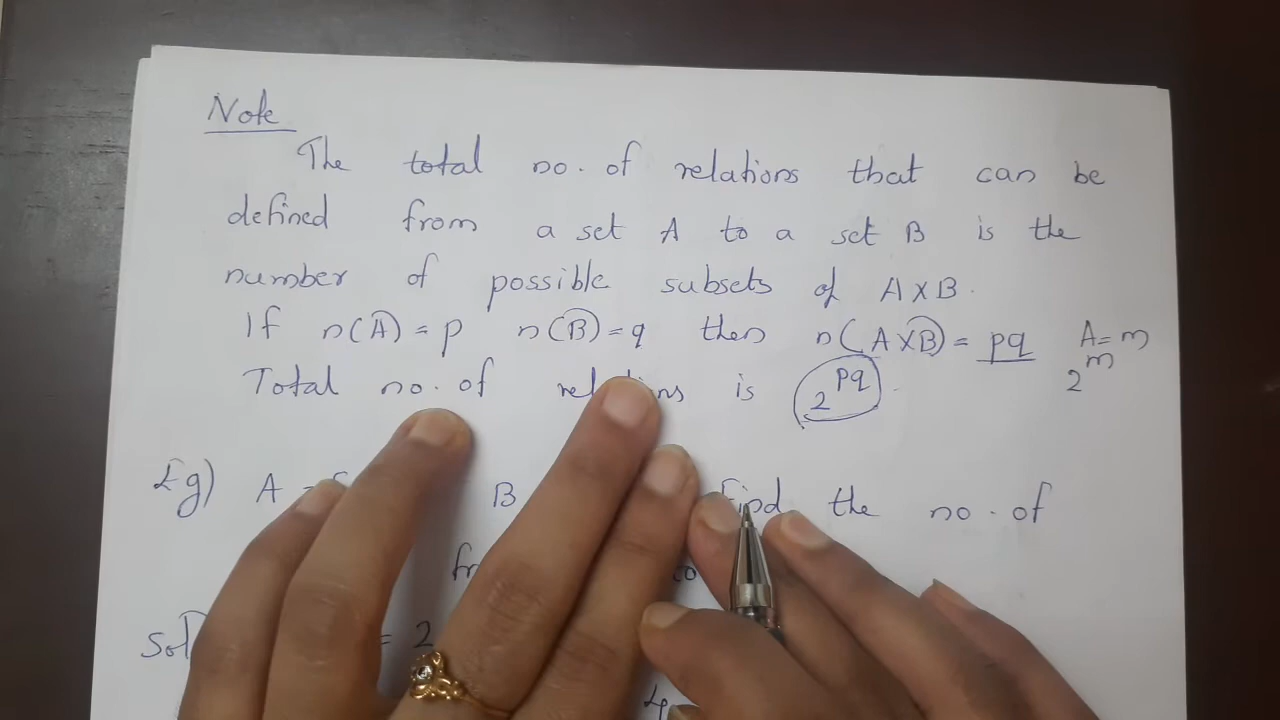 Note
The total no. of relations that can be
defined from a set A to a set B is the
number of possible subsets of A×B.
If n(A) = p n(B) = q then n(A×B) = pq A = m
Total no. of is 2^pq. 2^m
Eg) A = B Find the no. of
= 2